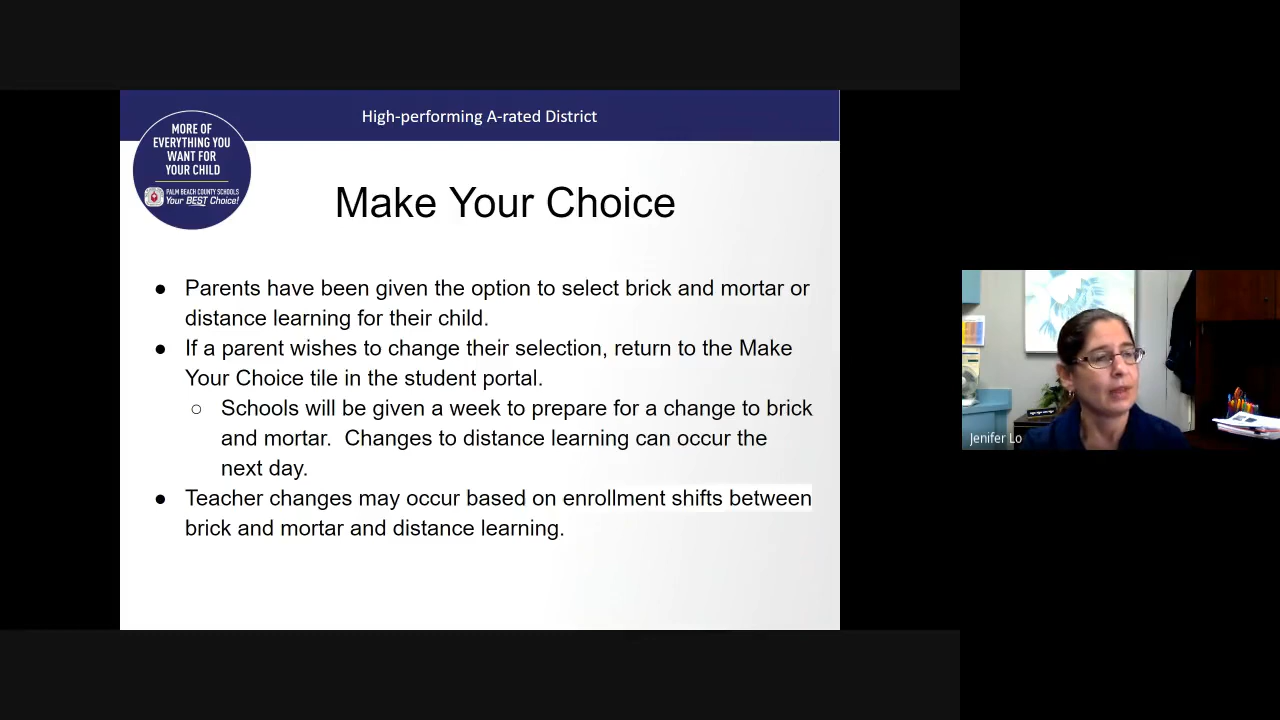 High-performing A-rated District
MORE OF
EVERYTHING YOU
WANT FOR
YOUR CHILD
PALM BEACH COUNTY SCHOOLS
Your BEST Choice!
Make Your Choice
● Parents have been given the option to select brick and mortar or
distance learning for their child.
● If a parent wishes to change their selection, return to the Make
Your Choice tile in the student portal.
○ Schools will be given a week to prepare for a change to brick
and mortar.  Changes to distance learning can occur the
next day.
● Teacher changes may occur based on enrollment shifts between
brick and mortar and distance learning.
Jenifer Lo